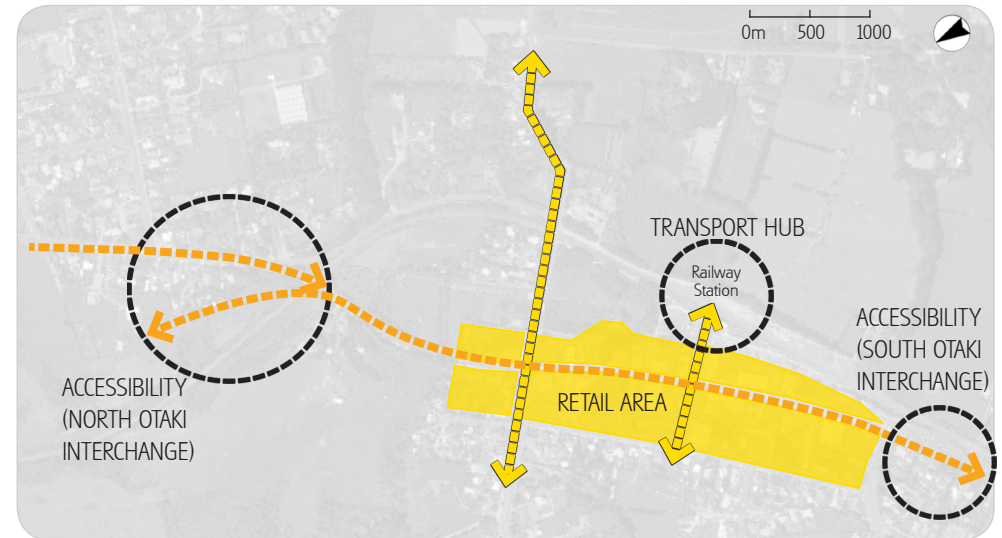 0m 500 1000
TRANSPORT HUB
Railway
Station
ACCESSIBILITY
(SOUTH OTAKI
INTERCHANGE)
ACCESSIBILITY
(NORTH OTAKI
INTERCHANGE)
RETAIL AREA